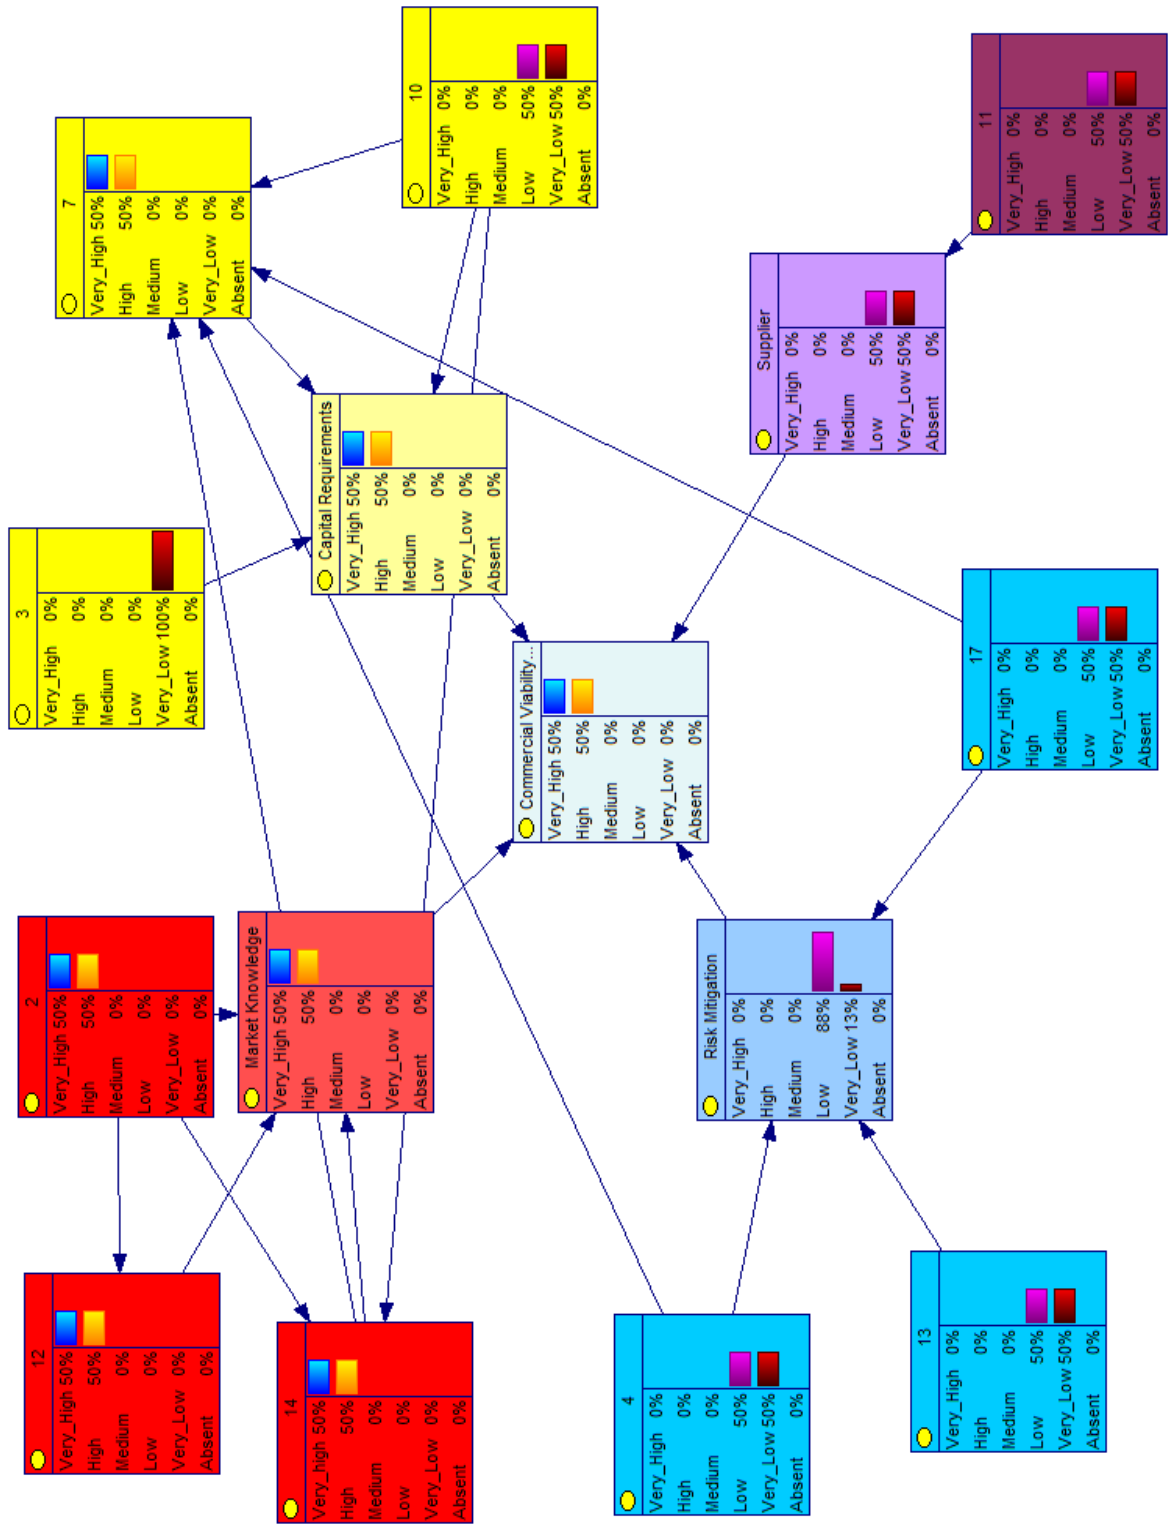 12
Very_High 50%
High 50%
Medium 0%
Low 0%
Very_Low 0%
Absent 0%
2
Very_High 50%
High 50%
Medium 0%
Low 0%
Very_Low 0%
Absent 0%
3
Very_High 0%
High 0%
Medium 0%
Low 0%
Very_Low 100%
Absent 0%
7
Very_High 50%
High 50%
Medium 0%
Low 0%
Very_Low 0%
Absent 0%
14
Very_high 50%
High 50%
Medium 0%
Low 0%
Very_Low 0%
Absent 0%
Market Knowledge
Very_High 50%
High 50%
Medium 0%
Low 0%
Very_Low 0%
Absent 0%
Capital Requirements
Very_High 50%
High 50%
Medium 0%
Low 0%
Very_Low 0%
Absent 0%
10
Very_High 0%
High 0%
Medium 0%
Low 50%
Very_Low 50%
Absent 0%
Commercial Viability...
Very_High 50%
High 50%
Medium 0%
Low 0%
Very_Low 0%
Absent 0%
4
Very_High 0%
High 0%
Medium 0%
Low 50%
Very_Low 50%
Absent 0%
Risk Mitigation
Very_High 0%
High 0%
Medium 0%
Low 88%
Very_Low 13%
Absent 0%
Supplier
Very_High 0%
High 0%
Medium 0%
Low 50%
Very_Low 50%
Absent 0%
13
Very_High 0%
High 0%
Medium 0%
Low 50%
Very_Low 50%
Absent 0%
17
Very_High 0%
High 0%
Medium 0%
Low 50%
Very_Low 50%
Absent 0%
11
Very_High 0%
High 0%
Medium 0%
Low 50%
Very_Low 50%
Absent 0%